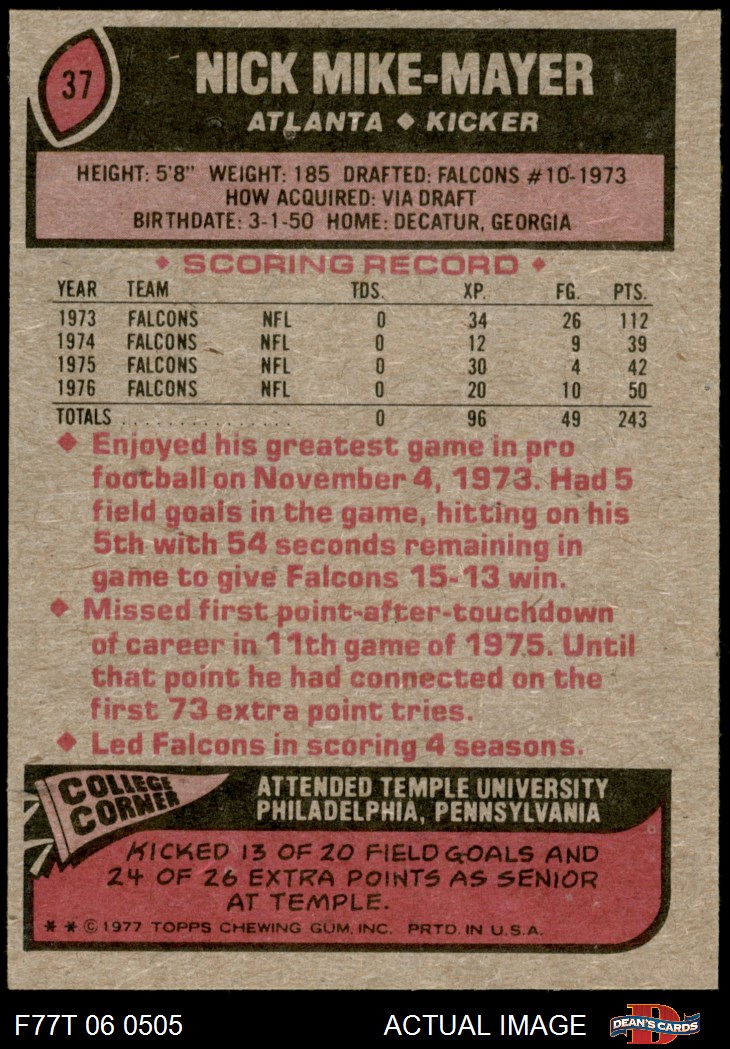 37
NICK MIKE-MAYER
ATLANTA ◆ KICKER
HEIGHT: 5'8" WEIGHT: 185 DRAFTED: FALCONS #10-1973
HOW ACQUIRED: VIA DRAFT
BIRTHDATE: 3-1-50 HOME: DECATUR, GEORGIA
◆ SCORING RECORD ◆
YEAR TEAM TDS. XP. FG. PTS.
1973 FALCONS NFL 0 34 26 112
1974 FALCONS NFL 0 12 9 39
1975 FALCONS NFL 0 30 4 42
1976 FALCONS NFL 0 20 10 50
TOTALS . . . . . . . . . . . . . . . . 0 96 49 243
◆ Enjoyed his greatest game in pro
football on November 4, 1973. Had 5
field goals in the game, hitting on his
5th with 54 seconds remaining in
game to give Falcons 15-13 win.
◆ Missed first point-after-touchdown
of career in 11th game of 1975. Until
that point he had connected on the
first 73 extra point tries.
◆ Led Falcons in scoring 4 seasons.
COLLEGE
CORNER
ATTENDED TEMPLE UNIVERSITY
PHILADELPHIA, PENNSYLVANIA
KICKED 13 OF 20 FIELD GOALS AND
24 OF 26 EXTRA POINTS AS SENIOR
AT TEMPLE.
* * © 1977 TOPPS CHEWING GUM, INC. PRTD. IN U.S.A.
F77T 06 0505 ACTUAL IMAGE DEAN'S CARDS